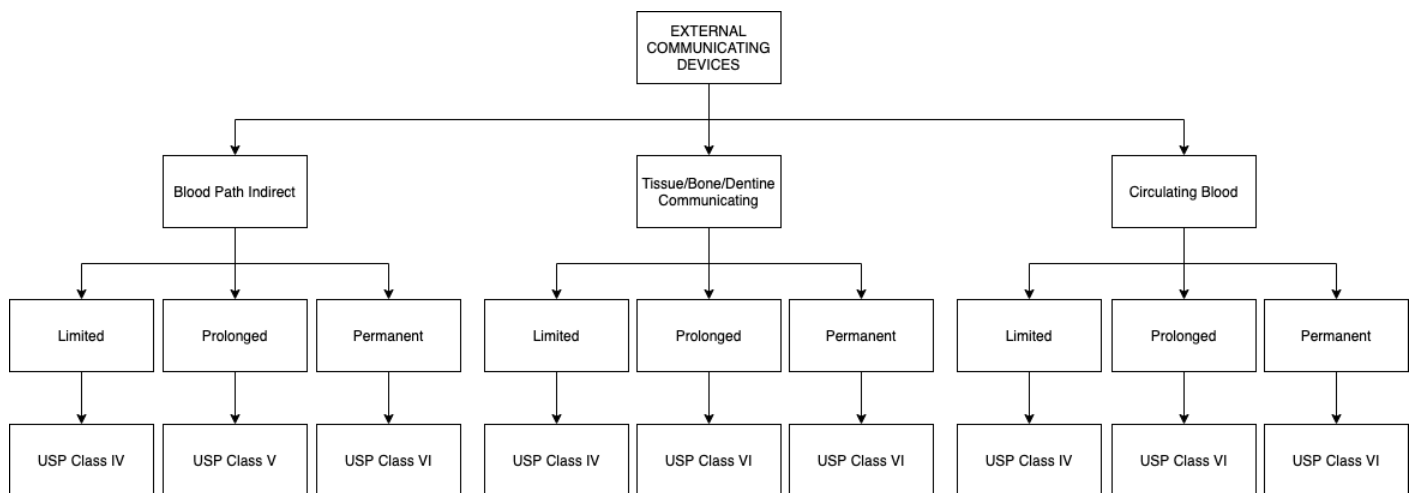 EXTERNAL
COMMUNICATING
DEVICES
Blood Path Indirect
Tissue/Bone/Dentine
Communicating
Circulating Blood
Limited
Prolonged
Permanent
Limited
Prolonged
Permanent
Limited
Prolonged
Permanent
USP Class IV
USP Class V
USP Class VI
USP Class IV
USP Class VI
USP Class VI
USP Class IV
USP Class VI
USP Class VI